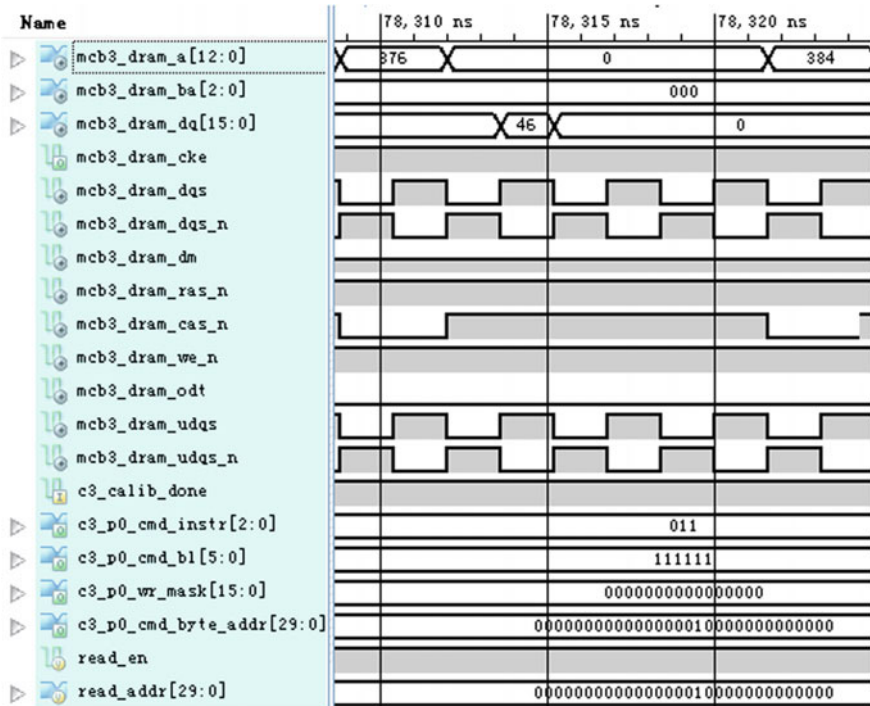 Name 78,310 ns 78,315 ns 78,320 ns
mcb3_dram_a[12:0] 376 0 384
mcb3_dram_ba[2:0] 000
mcb3_dram_dq[15:0] 46 0
mcb3_dram_cke
mcb3_dram_dqs
mcb3_dram_dqs_n
mcb3_dram_dm
mcb3_dram_ras_n
mcb3_dram_cas_n
mcb3_dram_we_n
mcb3_dram_odt
mcb3_dram_udqs
mcb3_dram_udqs_n
c3_calib_done
c3_p0_cmd_instr[2:0] 011
c3_p0_cmd_bl[5:0] 111111
c3_p0_wr_mask[15:0] 0000000000000000
c3_p0_cmd_byte_addr[29:0] 000000000000000010000000000000
read_en
read_addr[29:0] 000000000000000010000000000000